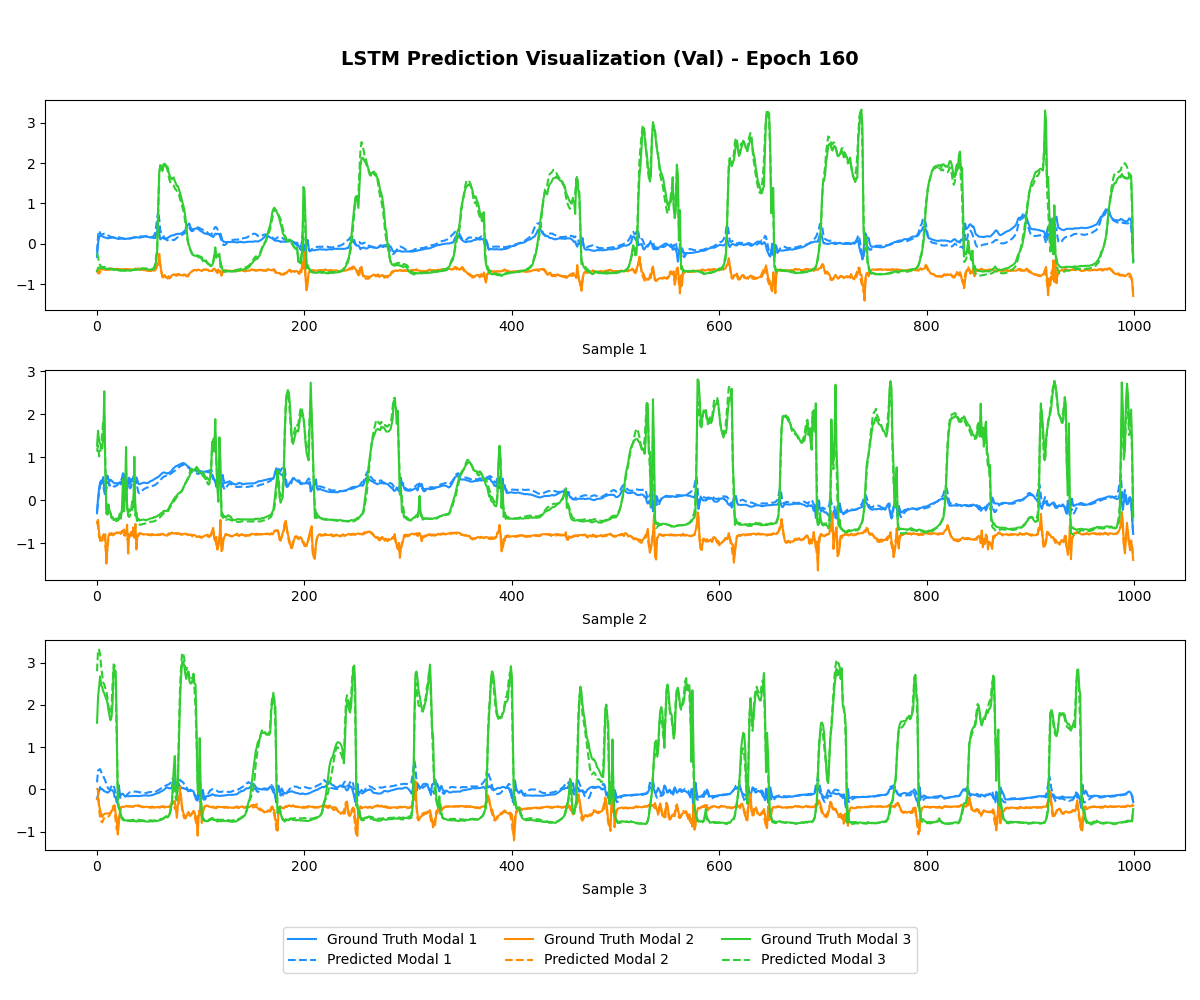 LSTM Prediction Visualization (Val) - Epoch 160
3
2
1
0
−1
0 200 400 600 800 1000
Sample 1
3
2
1
0
−1
0 200 400 600 800 1000
Sample 2
3
2
1
0
−1
0 200 400 600 800 1000
Sample 3
Ground Truth Modal 1 Ground Truth Modal 2 Ground Truth Modal 3
Predicted Modal 1 Predicted Modal 2 Predicted Modal 3